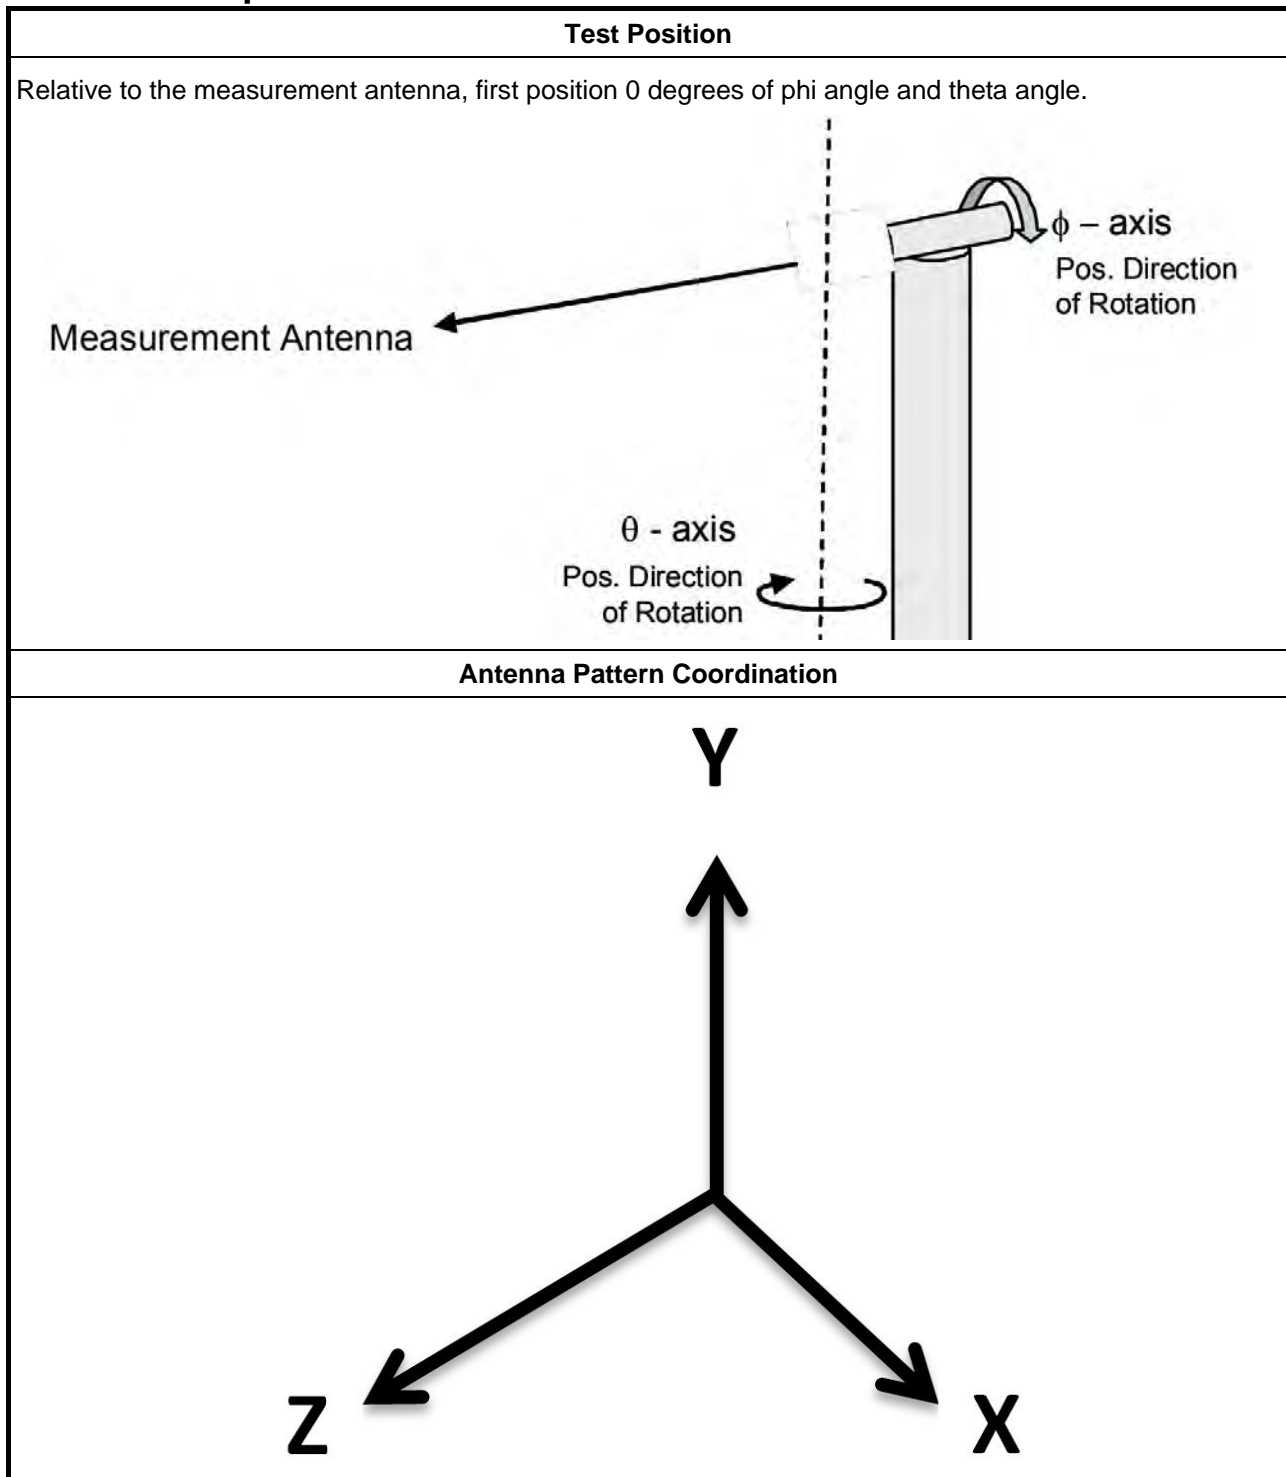 Test Position
Relative to the measurement antenna, first position 0 degrees of phi angle and theta angle.
ϕ – axis
Pos. Direction
of Rotation
Measurement Antenna
θ - axis
Pos. Direction
of Rotation
Antenna Pattern Coordination
Y
Z
X